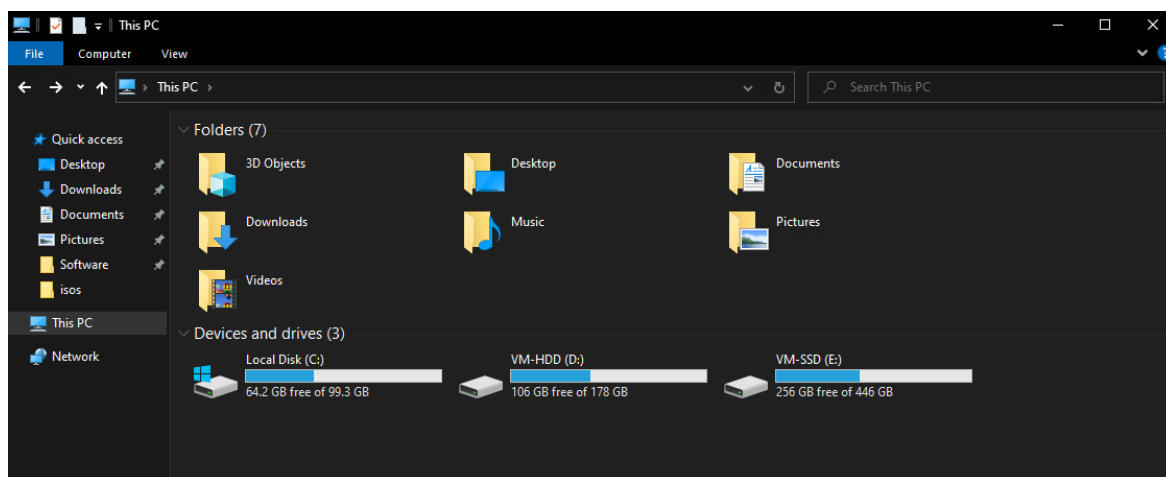 This PC
File Computer View
This PC
Search This PC
Quick access
Desktop
Downloads
Documents
Pictures
Software
isos
This PC
Network
Folders (7)
3D Objects
Desktop
Documents
Downloads
Music
Pictures
Videos
Devices and drives (3)
Local Disk (C:)
64.2 GB free of 99.3 GB
VM-HDD (D:)
106 GB free of 178 GB
VM-SSD (E:)
256 GB free of 446 GB